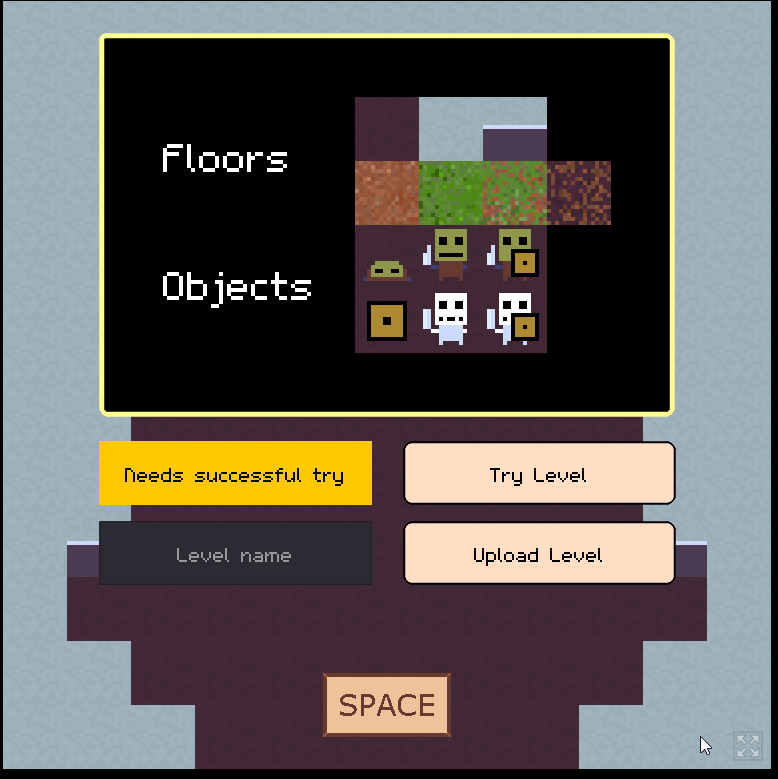 Floors
Objects
Needs successful try
Try Level
Level name
Upload Level
SPACE